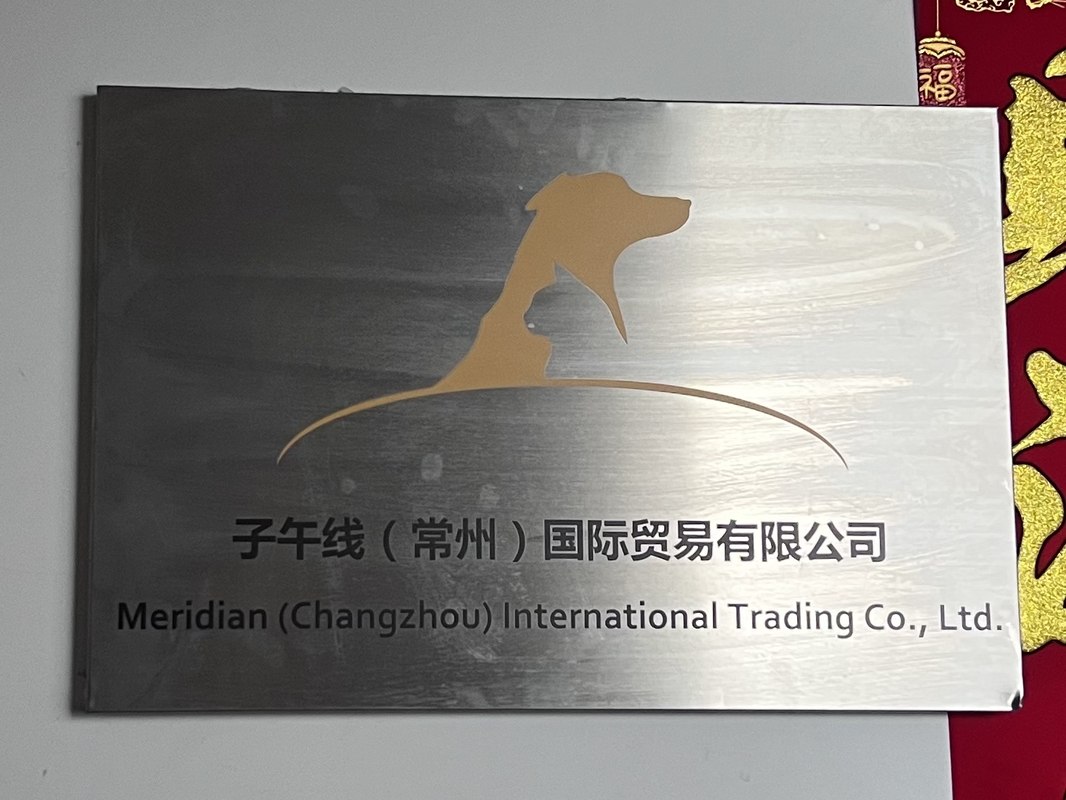 福
子午线（常州）国际贸易有限公司
Meridian (Changzhou) International Trading Co., Ltd.